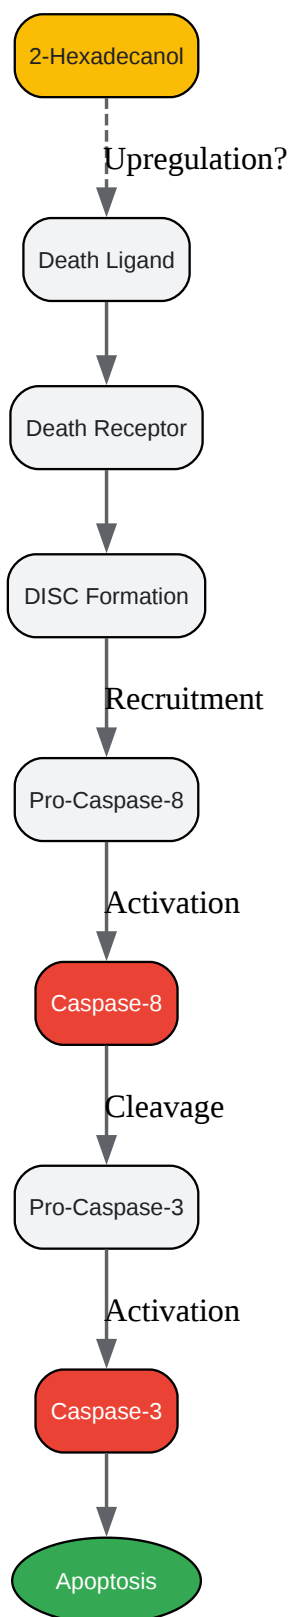 2-Hexadecanol
Upregulation?
Death Ligand
Death Receptor
DISC Formation
Recruitment
Pro-Caspase-8
Activation
Caspase-8
Cleavage
Pro-Caspase-3
Activation
Caspase-3
Apoptosis